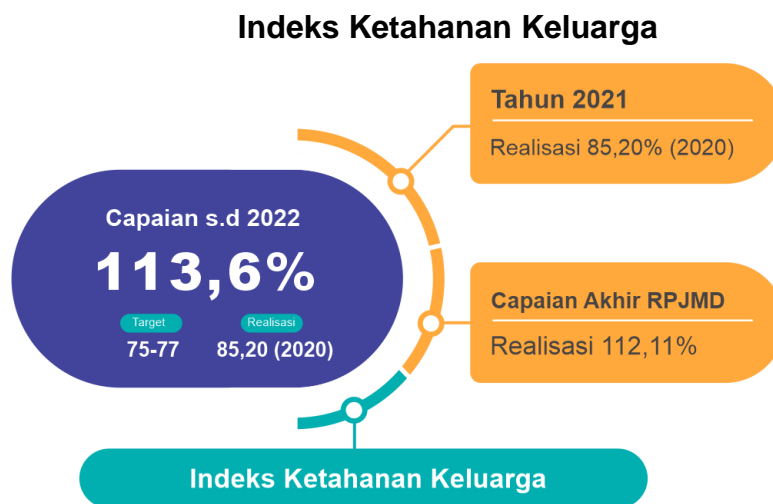 Indeks Ketahanan Keluarga
Tahun 2021
Realisasi 85,20% (2020)
Capaian s.d 2022
113,6%
Target
Realisasi
75-77
85,20 (2020)
Capaian Akhir RPJMD
Realisasi 112,11%
Indeks Ketahanan Keluarga